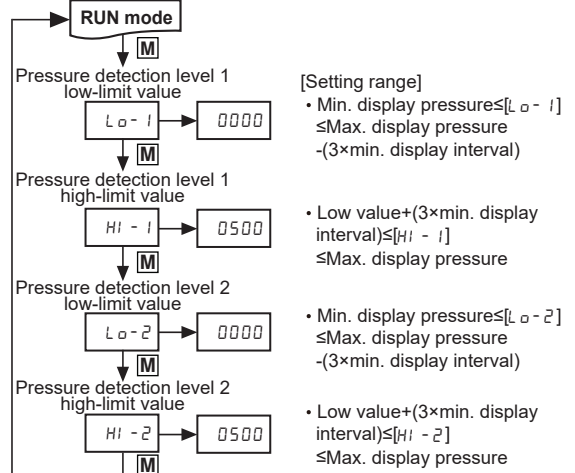 RUN mode
M
Pressure detection level 1
low-limit value
Lo-1
0000
[Setting range]
• Min. display pressure≤[Lo-1]
≤Max. display pressure
-(3×min. display interval)
M
Pressure detection level 1
high-limit value
HI-1
0500
• Low value+(3×min. display
interval)≤[HI-1]
≤Max. display pressure
M
Pressure detection level 2
low-limit value
Lo-2
0000
• Min. display pressure≤[Lo-2]
≤Max. display pressure
-(3×min. display interval)
M
Pressure detection level 2
high-limit value
HI-2
0500
• Low value+(3×min. display
interval)≤[HI-2]
≤Max. display pressure
M